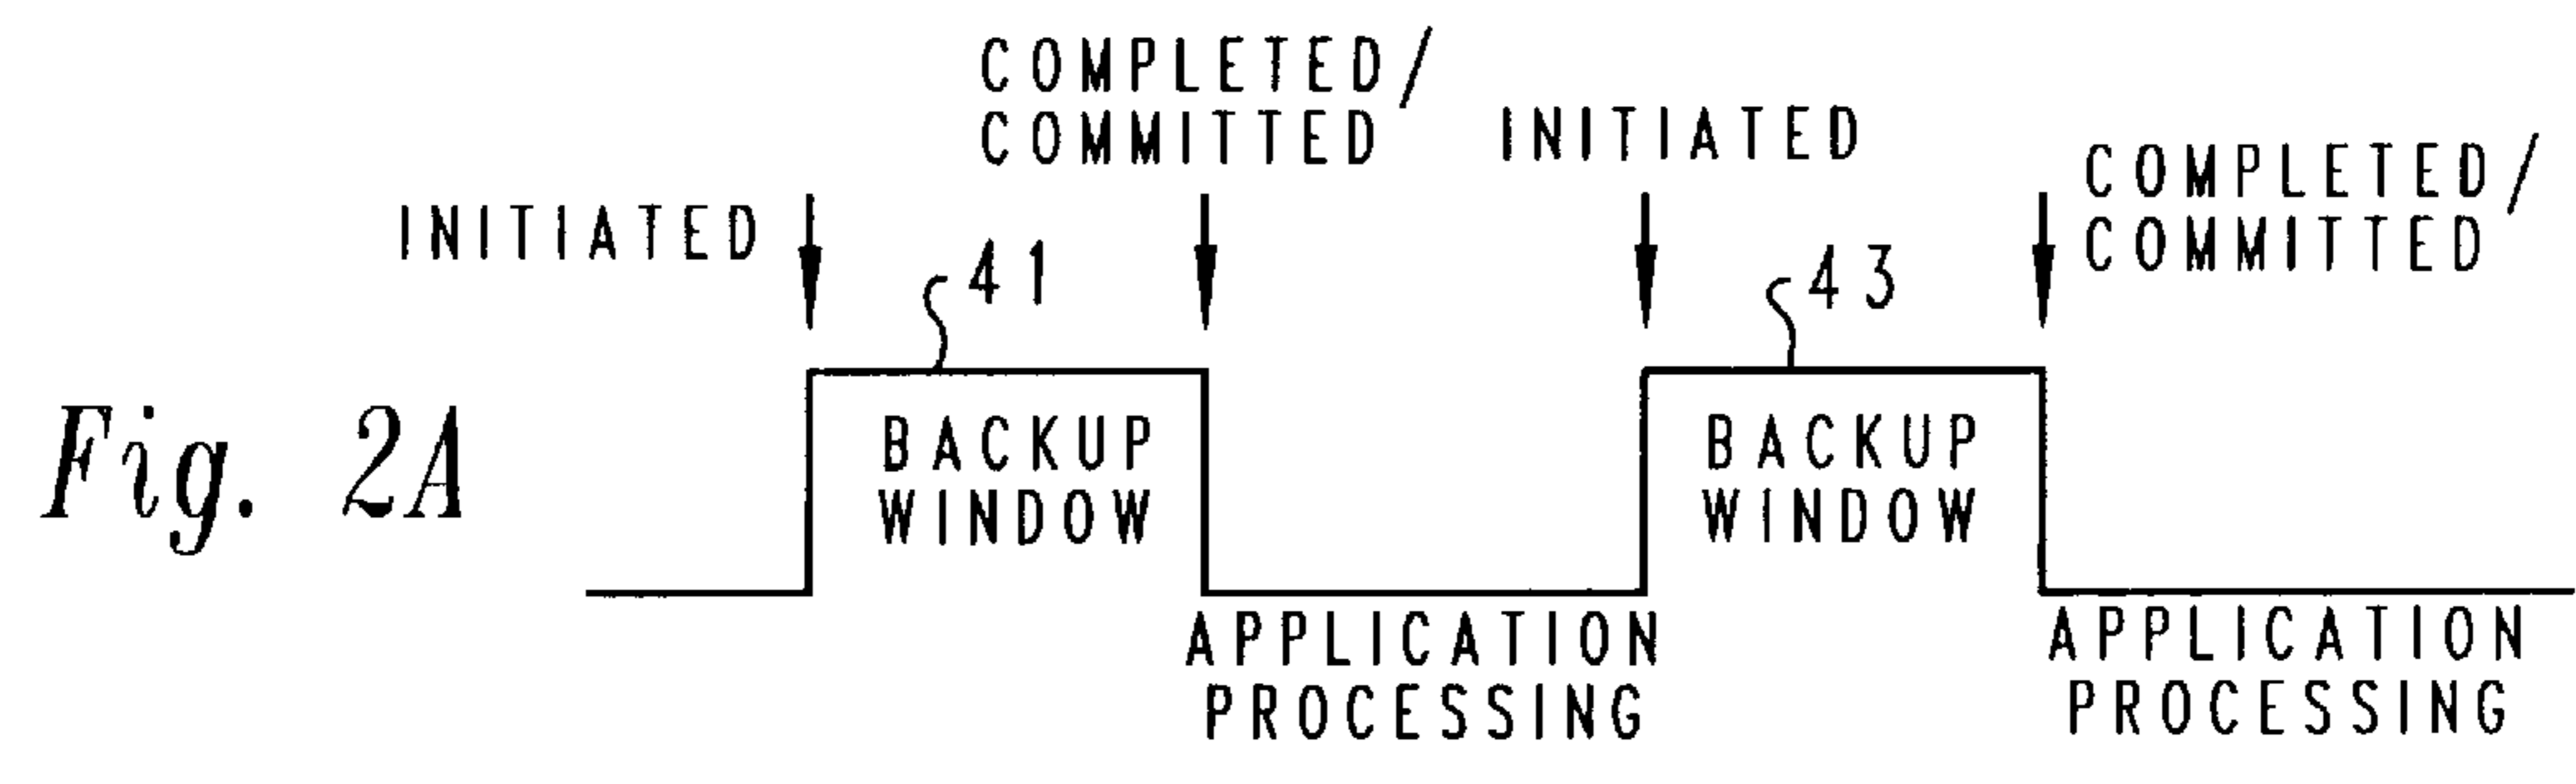 COMPLETED/
COMMITTED
INITIATED
COMPLETED/
COMMITTED
INITIATED
41
43
BACKUP
WINDOW
BACKUP
WINDOW
Fig. 2A
APPLICATION
PROCESSING
APPLICATION
PROCESSING